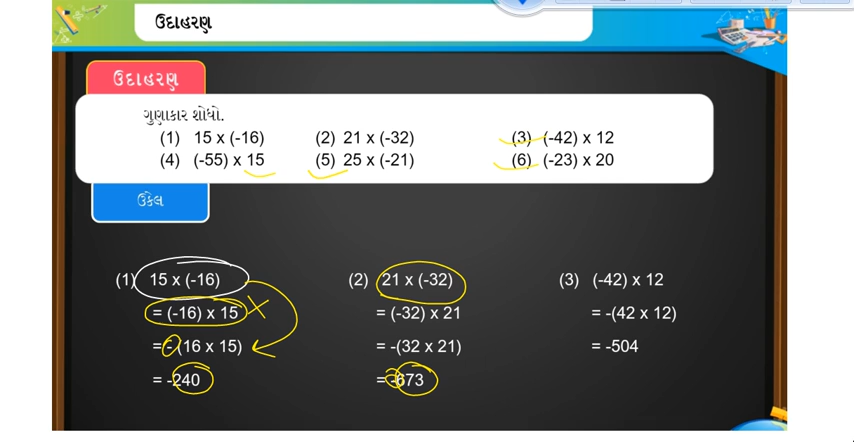 ઉદાહરણ
ઉદાહરણ
ગુણાકાર શોધો.
(1) 15 x (-16) (2) 21 x (-32) (3) (-42) x 12
(4) (-55) x 15 (5) 25 x (-21) (6) (-23) x 20
ઉકેલ
(1) 15 x (-16) (2) 21 x (-32) (3) (-42) x 12
= (-16) x 15 = (-32) x 21 = -(42 x 12)
= -(16 x 15) = -(32 x 21) = -504
= -240 = -673